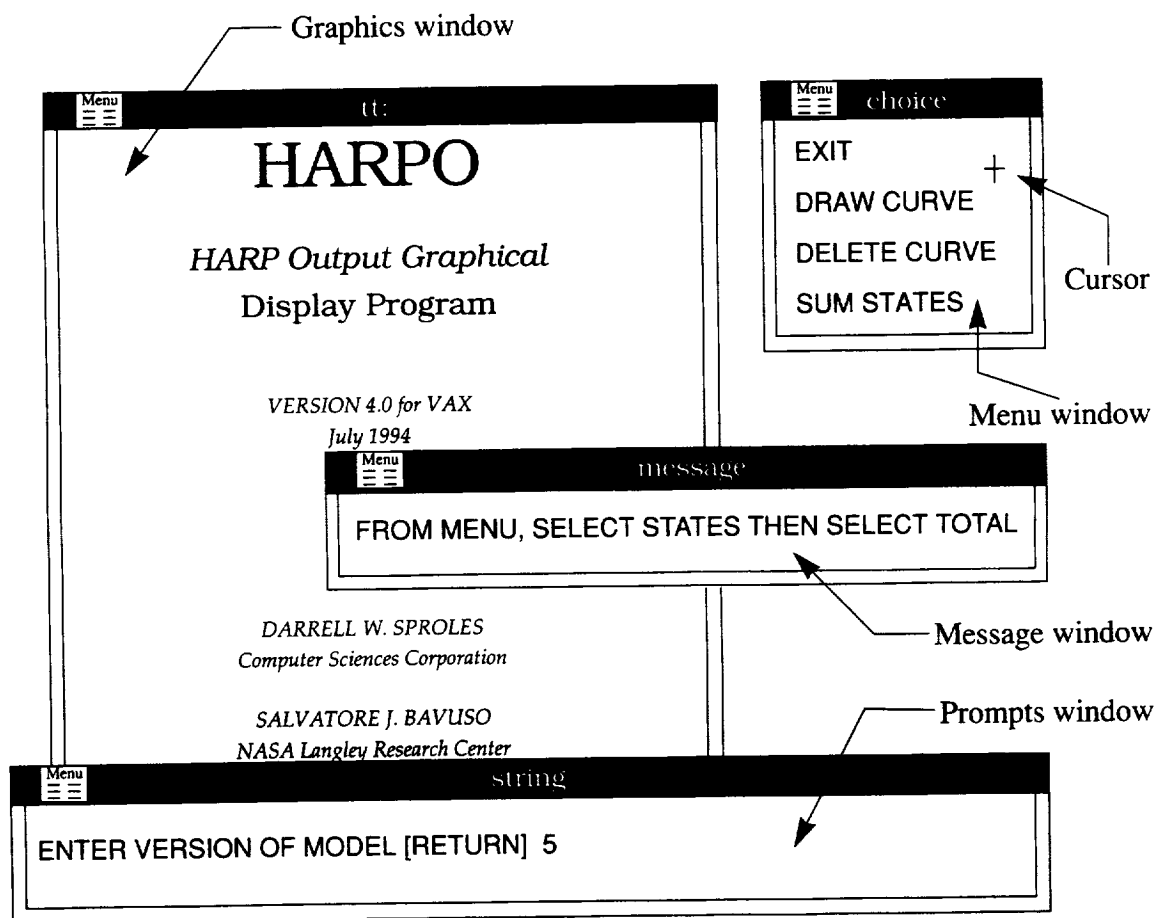 Graphics window
Menu
tt:
HARPO
HARP Output Graphical
Display Program
VERSION 4.0 for VAX
July 1994
Menu
choice
EXIT
DRAW CURVE
DELETE CURVE
SUM STATES
Cursor
Menu window
Menu
message
FROM MENU, SELECT STATES THEN SELECT TOTAL
Message window
DARRELL W. SPROLES
Computer Sciences Corporation
SALVATORE J. BAVUSO
NASA Langley Research Center
Prompts window
Menu
string
ENTER VERSION OF MODEL [RETURN] 5